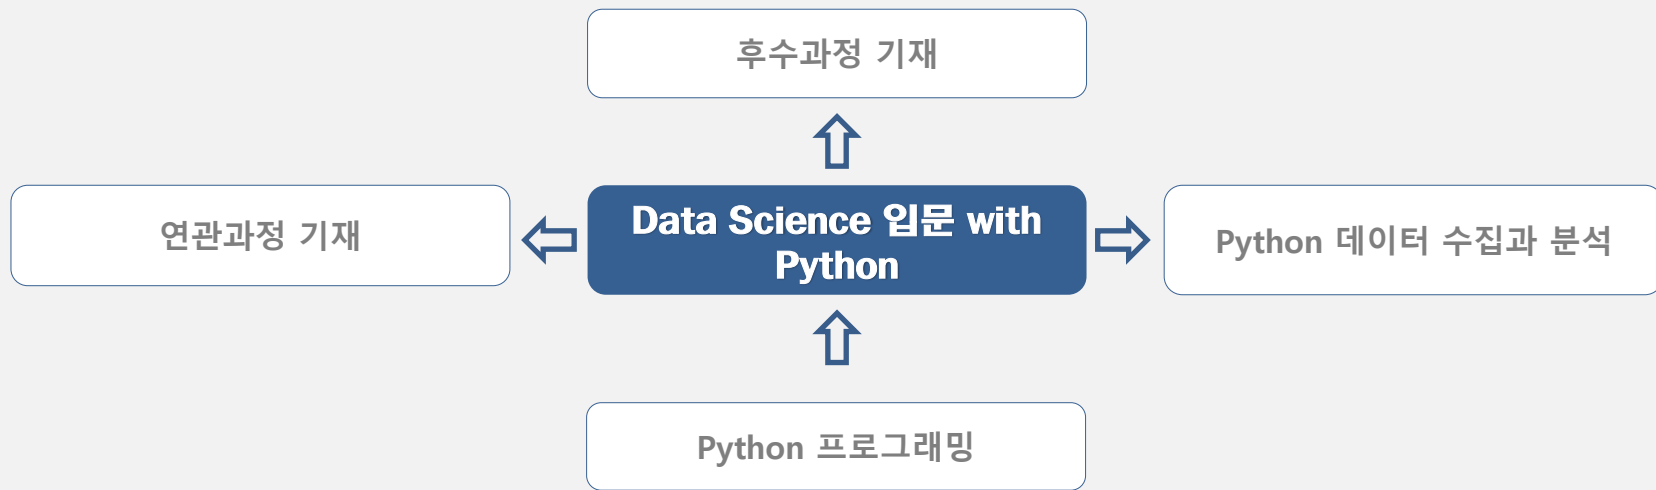 후수과정 기재
연관과정 기재
Data Science 입문 with
Python
Python 데이터 수집과 분석
Python 프로그래밍